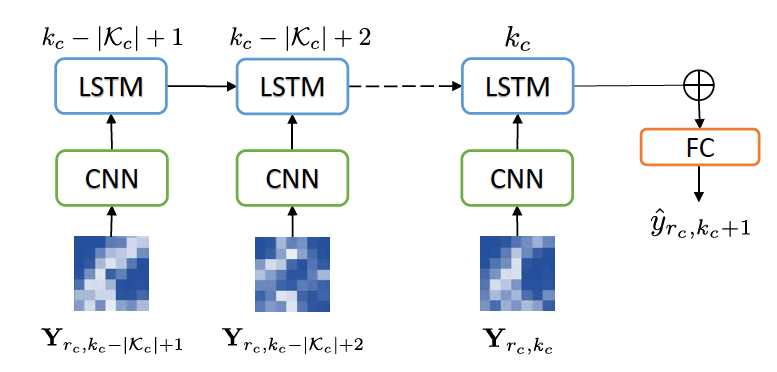 k_c − |𝒦_c| + 1 k_c − |𝒦_c| + 2 k_c
LSTM LSTM LSTM
CNN CNN CNN
FC
ŷ_{r_c,k_c+1}
𝐘_{r_c,k_c−|𝒦_c|+1} 𝐘_{r_c,k_c−|𝒦_c|+2} 𝐘_{r_c,k_c}